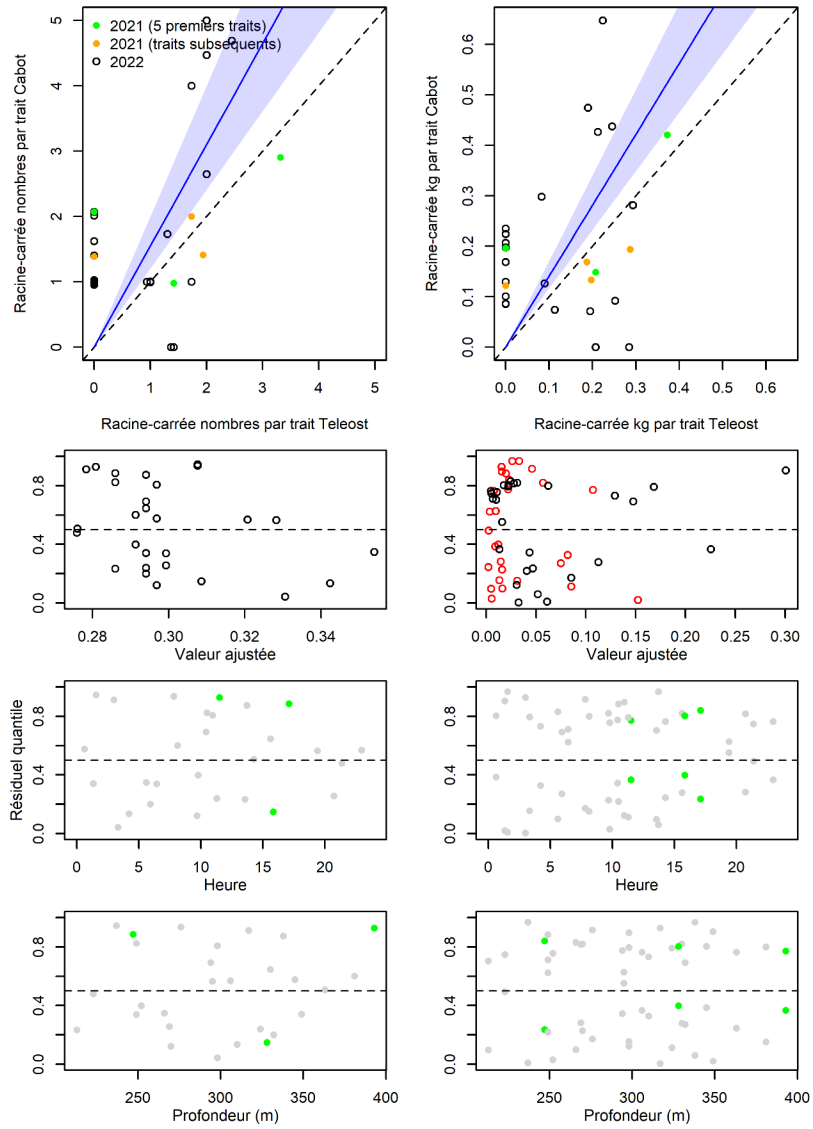 2021 (5 premiers traits)
2021 (traits subsequents)
2022
Racine-carrée nombres par trait Cabot
0 1 2 3 4 5
0 1 2 3 4 5
Racine-carrée nombres par trait Teleost
Racine-carrée kg par trait Cabot
0.0 0.1 0.2 0.3 0.4 0.5 0.6
0.0 0.1 0.2 0.3 0.4 0.5 0.6
Racine-carrée kg par trait Teleost
0.0 0.4 0.8
0.28 0.30 0.32 0.34
Valeur ajustée
0.0 0.4 0.8
0.00 0.05 0.10 0.15 0.20 0.25 0.30
Valeur ajustée
Résiduel quantile
0.0 0.4 0.8
0 5 10 15 20
Heure
0.0 0.4 0.8
0 5 10 15 20
Heure
0.0 0.4 0.8
250 300 350 400
Profondeur (m)
0.0 0.4 0.8
250 300 350 400
Profondeur (m)